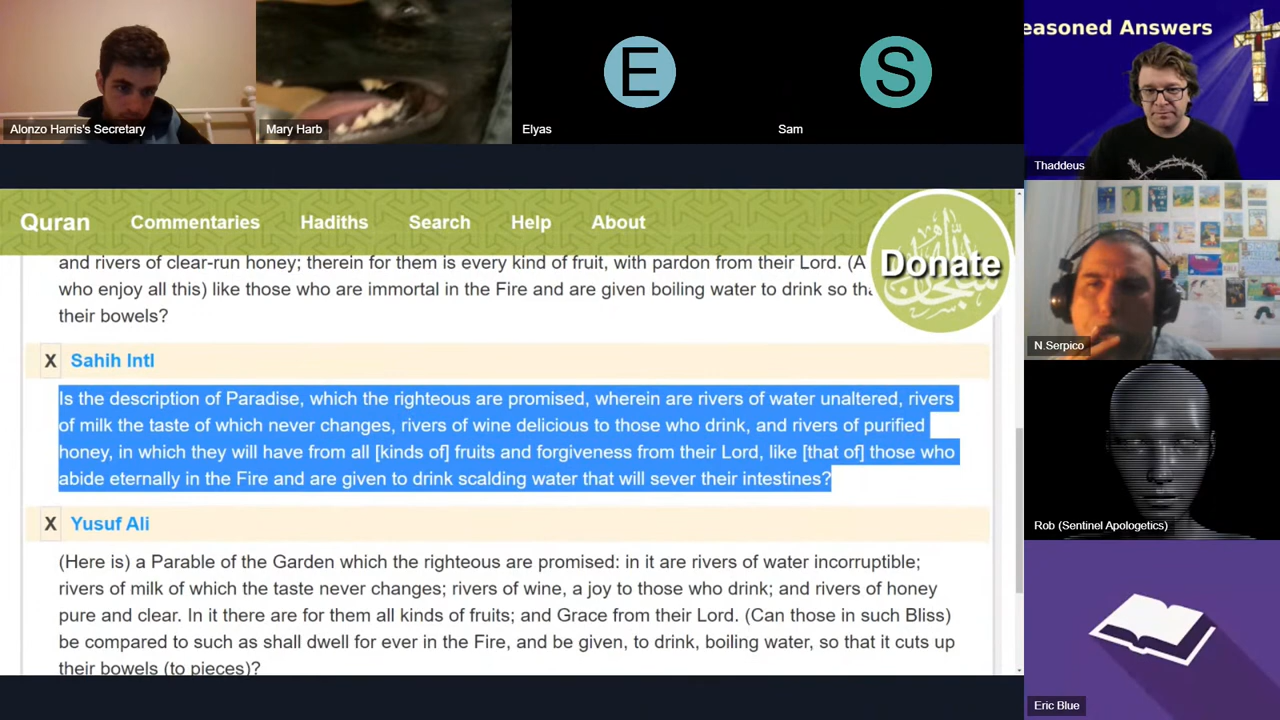 Alonzo Harris's Secretary
Mary Harb
E
Elyas
S
Sam
easoned Answers
Thaddeus
N.Serpico
Rob (Sentinel Apologetics)
Eric Blue
Quran Commentaries Hadiths Search Help About
Donate
and rivers of clear-run honey; therein for them is every kind of fruit, with pardon from their Lord. (A
who enjoy all this) like those who are immortal in the Fire and are given boiling water to drink so
their bowels?
X Sahih Intl
Is the description of Paradise, which the righteous are promised, wherein are rivers of water unaltered, rivers
of milk the taste of which never changes, rivers of wine delicious to those who drink, and rivers of purified
honey, in which they will have from all [kinds of] fruits and forgiveness from their Lord, like [that of] those who
abide eternally in the Fire and are given to drink scalding water that will sever their intestines?
X Yusuf Ali
(Here is) a Parable of the Garden which the righteous are promised: in it are rivers of water incorruptible;
rivers of milk of which the taste never changes; rivers of wine, a joy to those who drink; and rivers of honey
pure and clear. In it there are for them all kinds of fruits; and Grace from their Lord. (Can those in such Bliss)
be compared to such as shall dwell for ever in the Fire, and be given, to drink, boiling water, so that it cuts up
their bowels (to pieces)?